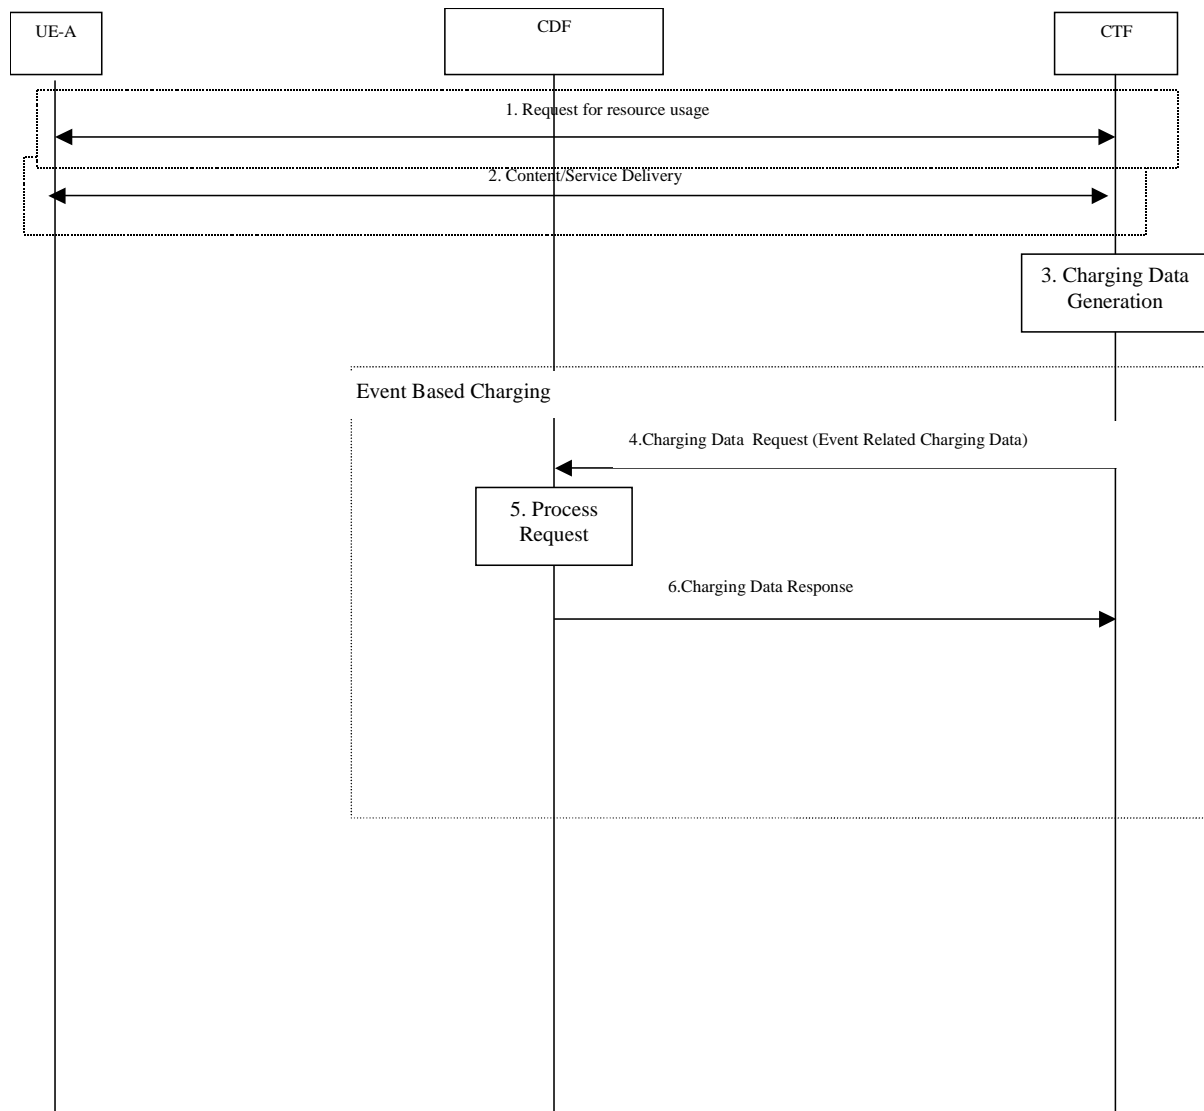 UE-A
CDF
CTF
1. Request for resource usage
2. Content/Service Delivery
3. Charging Data
Generation
Event Based Charging
4.Charging Data  Request (Event Related Charging Data)
5. Process
Request
6.Charging Data Response